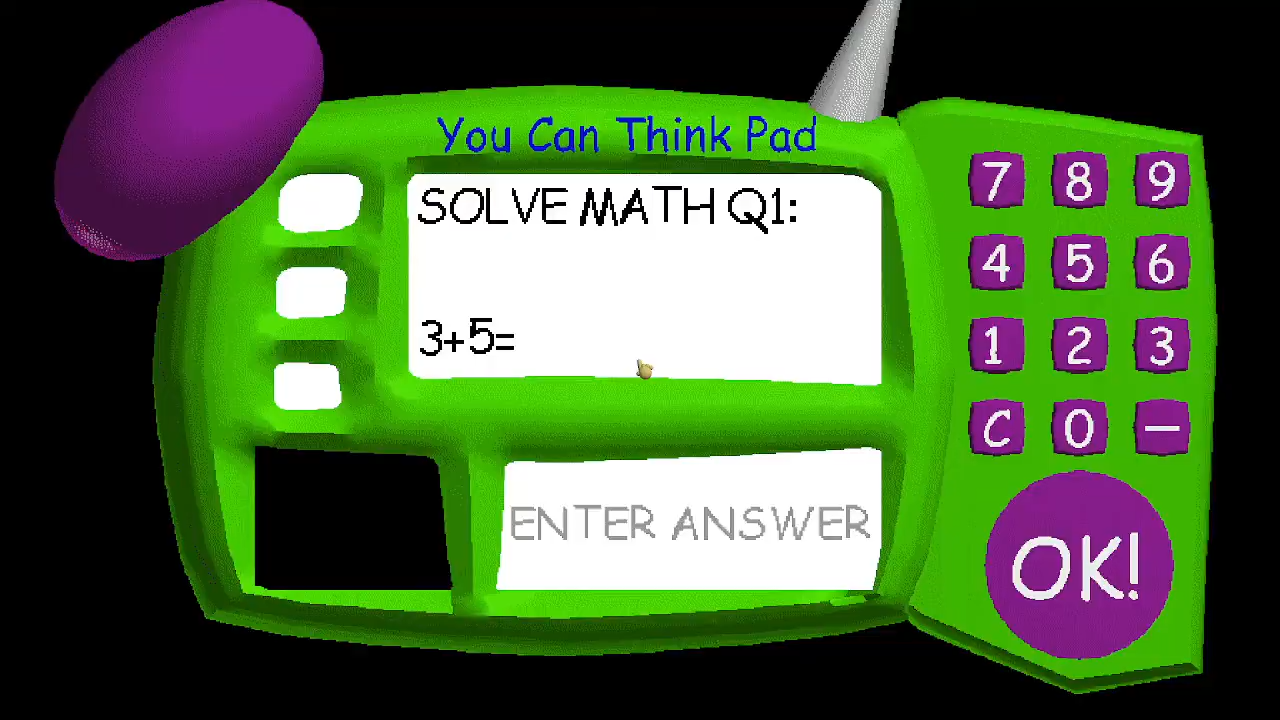 You Can Think Pad
SOLVE MATH Q1:
3+5=
ENTER ANSWER
7 8 9
4 5 6
1 2 3
C 0 −
OK!